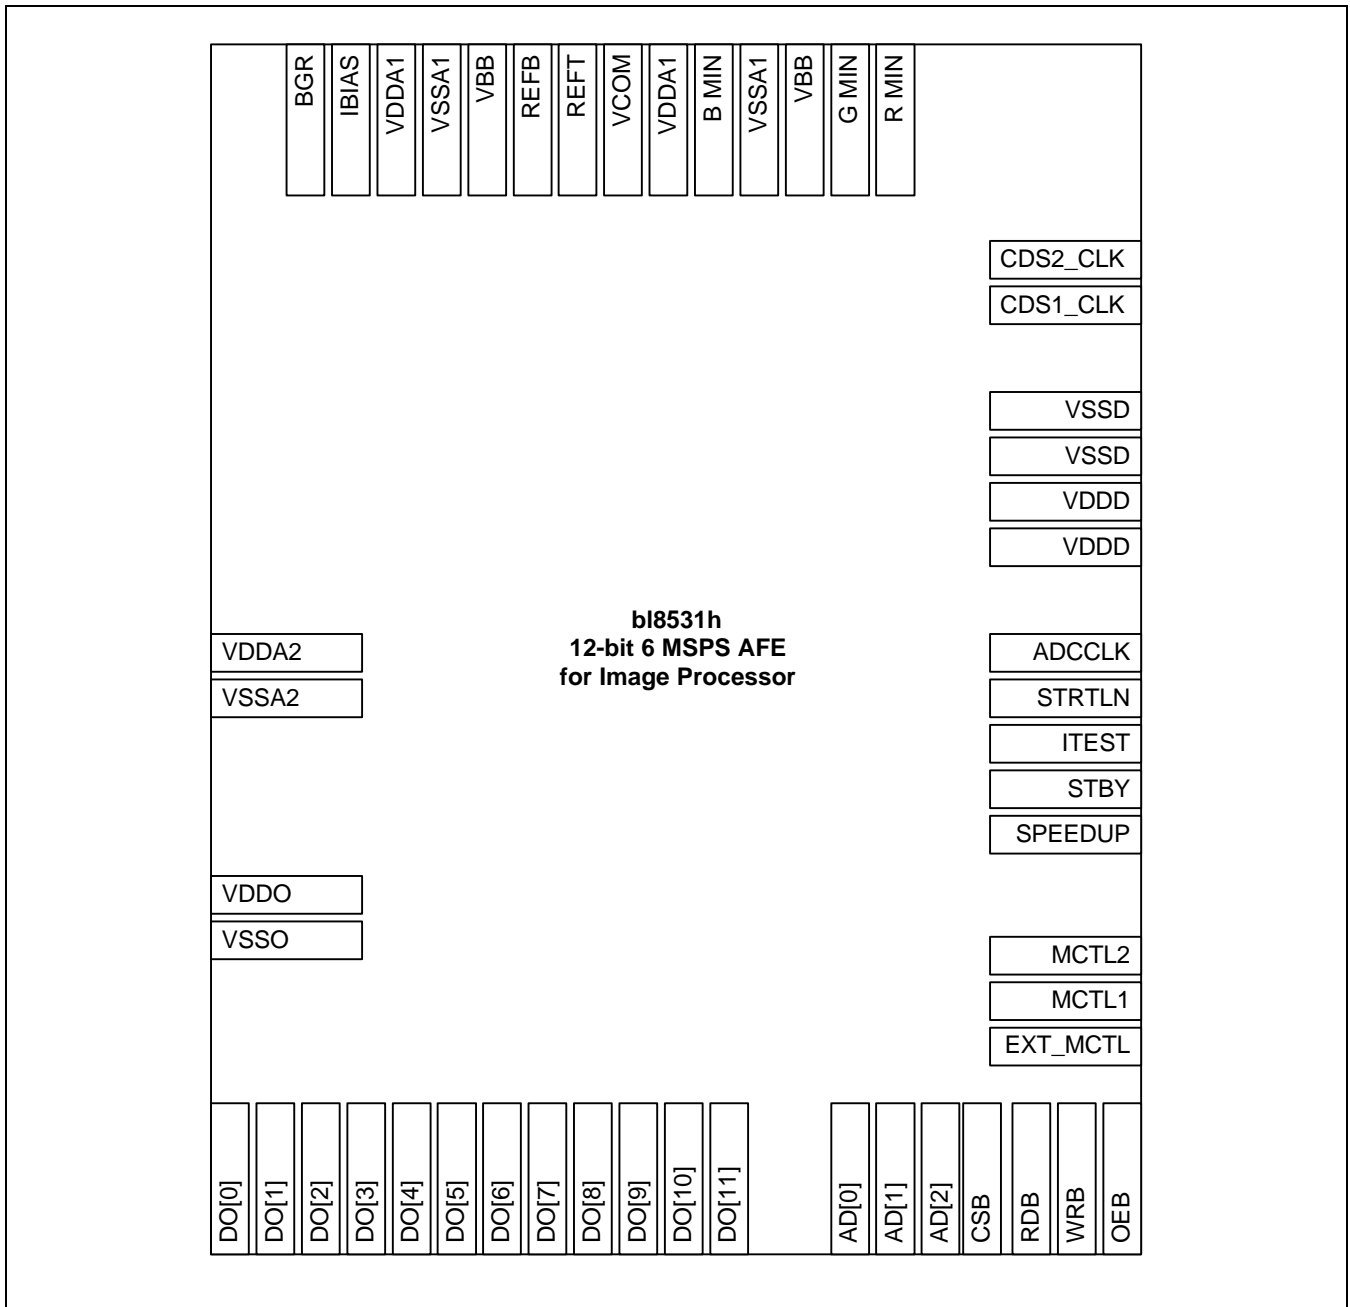 BGR
IBIAS
VDDA1
VSSA1
VBB
REFB
REFT
VCOM
VDDA1
B MIN
VSSA1
VBB
G MIN
R MIN
CDS2_CLK
CDS1_CLK
VSSD
VSSD
VDDD
VDDD
bl8531h
12-bit 6 MSPS AFE
for Image Processor
VDDA2
VSSA2
ADCCLK
STRTLN
ITEST
STBY
SPEEDUP
VDDO
VSSO
MCTL2
MCTL1
EXT_MCTL
DO[0]
DO[1]
DO[2]
DO[3]
DO[4]
DO[5]
DO[6]
DO[7]
DO[8]
DO[9]
DO[10]
DO[11]
AD[0]
AD[1]
AD[2]
CSB
RDB
WRB
OEB